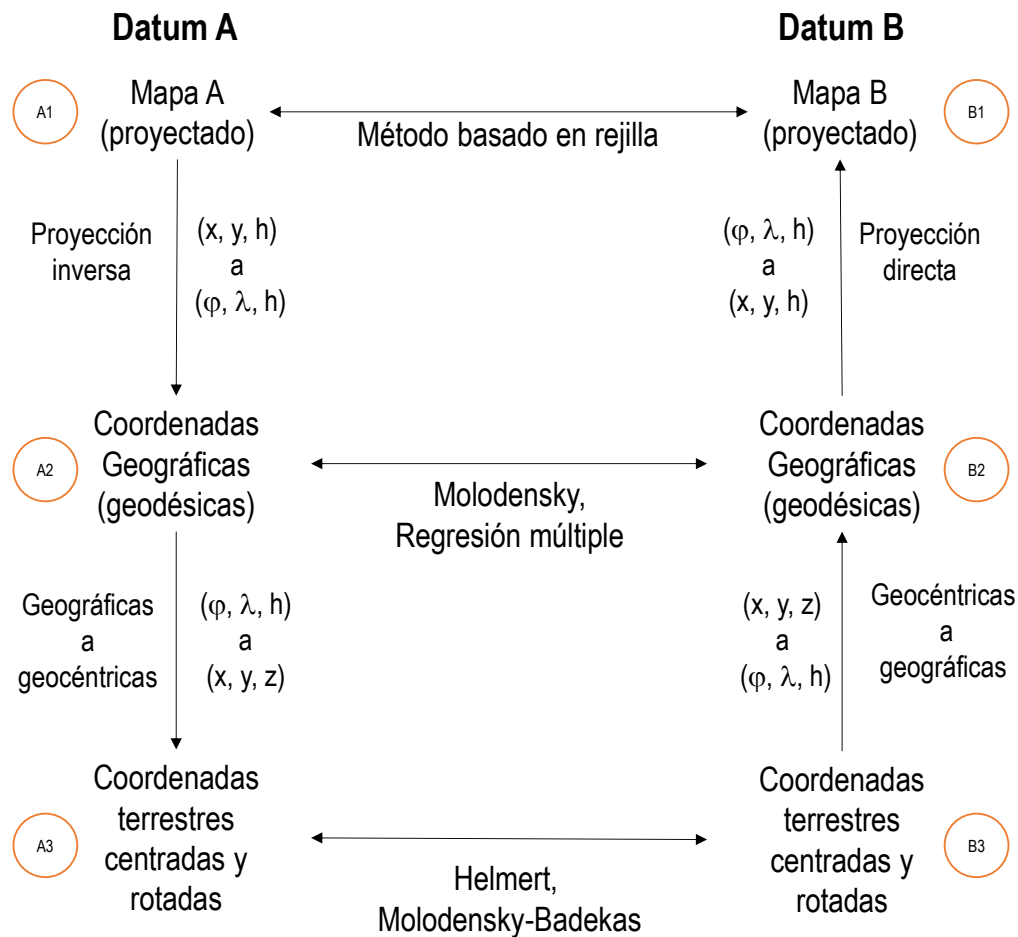 Datum A
Datum B
A1
Mapa A
(proyectado)
Método basado en rejilla
Mapa B
(proyectado)
B1
Proyección
inversa
(x, y, h)
a
(φ, λ, h)
(φ, λ, h)
a
(x, y, h)
Proyección
directa
A2
Coordenadas
Geográficas
(geodésicas)
Molodensky,
Regresión múltiple
Coordenadas
Geográficas
(geodésicas)
B2
Geográficas
a
geocéntricas
(φ, λ, h)
a
(x, y, z)
(x, y, z)
a
(φ, λ, h)
Geocéntricas
a
geográficas
A3
Coordenadas
terrestres
centradas y
rotadas
Helmert,
Molodensky-Badekas
Coordenadas
terrestres
centradas y
rotadas
B3